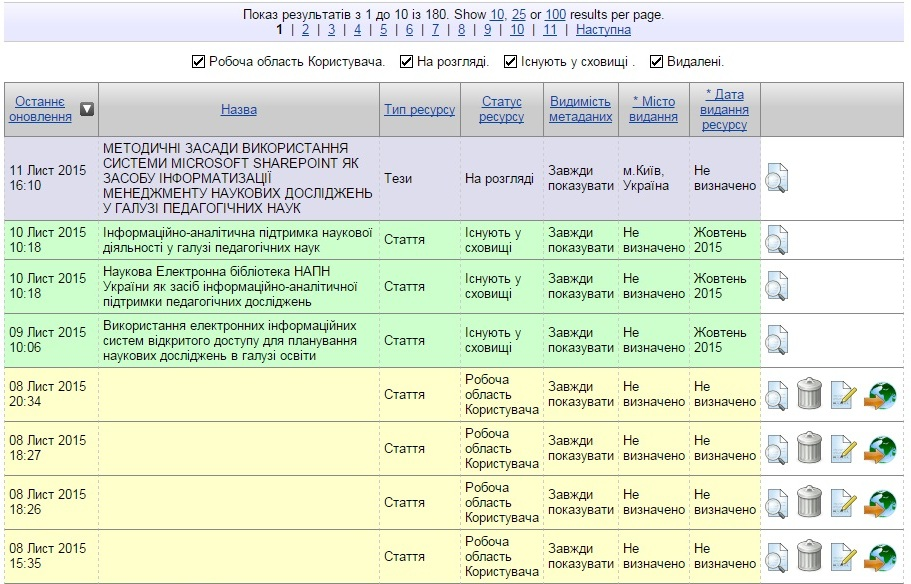 Показ результатів з 1 до 10 із 180. Show 10, 25 or 100 results per page.
1 | 2 | 3 | 4 | 5 | 6 | 7 | 8 | 9 | 10 | 11 | Наступна
Робоча область Користувача. На розгляді. Існують у сховищі . Видалені.
Останнє оновлення
Назва
Тип ресурсу
Статус ресурсу
Видимість метаданих
* Місто видання
* Дата видання ресурсу
11 Лист 2015
16:10
МЕТОДИЧНІ ЗАСАДИ ВИКОРИСТАННЯ
СИСТЕМИ MICROSOFT SHAREPOINT ЯК
ЗАСОБУ ІНФОРМАТИЗАЦІЇ
МЕНЕДЖМЕНТУ НАУКОВИХ ДОСЛІДЖЕНЬ
У ГАЛУЗІ ПЕДАГОГІЧНИХ НАУК
Тези
На розгляді
Завжди
показувати
м.Київ,
Україна
Не
визначено
10 Лист 2015
10:18
Інформаційно-аналітична підтримка наукової
діяльності у галузі педагогічних наук
Стаття
Існують у
сховищі
Завжди
показувати
Не
визначено
Жовтень
2015
10 Лист 2015
10:18
Наукова Електронна бібліотека НАПН
України як засіб інформаційно-аналітичної
підтримки педагогічних досліджень
Стаття
Існують у
сховищі
Завжди
показувати
Не
визначено
Жовтень
2015
09 Лист 2015
10:06
Використання електронних інформаційних
систем відкритого доступу для планування
наукових досліджень в галузі освіти
Стаття
Існують у
сховищі
Завжди
показувати
Не
визначено
Жовтень
2015
08 Лист 2015
20:34
Стаття
Робоча
область
Користувача
Завжди
показувати
Не
визначено
Не
визначено
08 Лист 2015
18:27
Стаття
Робоча
область
Користувача
Завжди
показувати
Не
визначено
Не
визначено
08 Лист 2015
18:26
Стаття
Робоча
область
Користувача
Завжди
показувати
Не
визначено
Не
визначено
08 Лист 2015
15:35
Стаття
Робоча
область
Користувача
Завжди
показувати
Не
визначено
Не
визначено